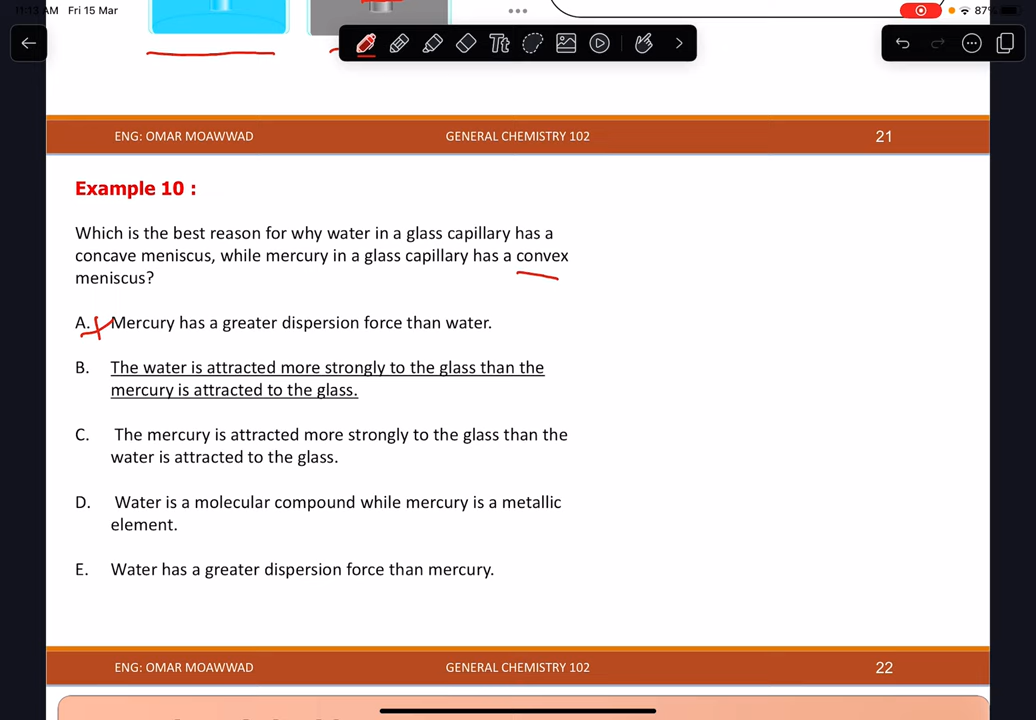 11:13 AM Fri 15 Mar
87%
Tt
ENG: OMAR MOAWWAD GENERAL CHEMISTRY 102 21
Example 10 :
Which is the best reason for why water in a glass capillary has a
concave meniscus, while mercury in a glass capillary has a convex
meniscus?
A. Mercury has a greater dispersion force than water.
B. The water is attracted more strongly to the glass than the
mercury is attracted to the glass.
C. The mercury is attracted more strongly to the glass than the
water is attracted to the glass.
D. Water is a molecular compound while mercury is a metallic
element.
E. Water has a greater dispersion force than mercury.
ENG: OMAR MOAWWAD GENERAL CHEMISTRY 102 22